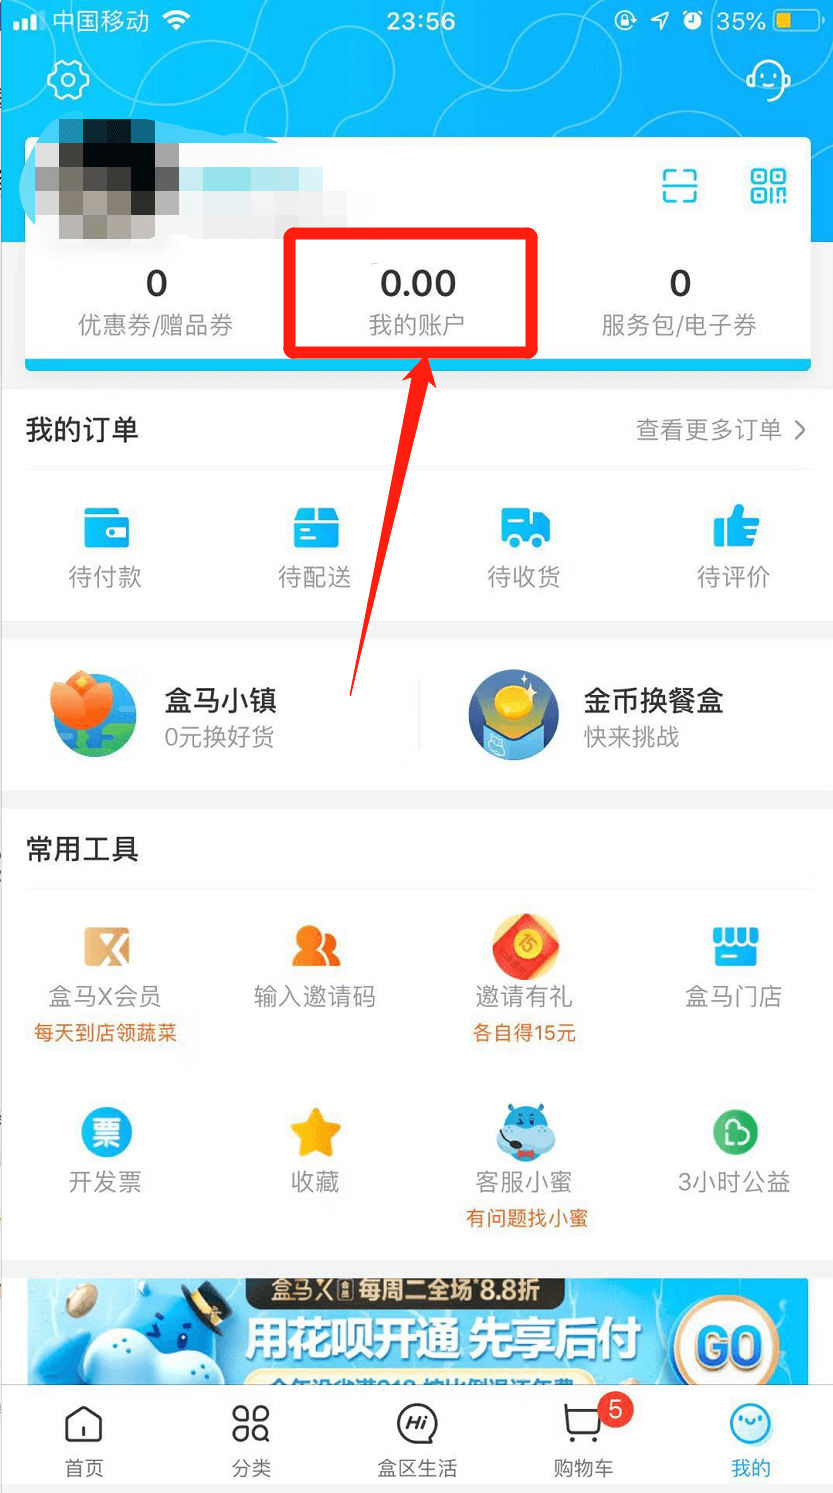 中国移动 23:56 35%
0 0.00 0
优惠券/赠品券 我的账户 服务包/电子券
我的订单 查看更多订单
待付款 待配送 待收货 待评价
盒马小镇 金币换餐盒
0元换好货 快来挑战
常用工具
15
盒马X会员 输入邀请码 邀请有礼 盒马门店
每天到店领蔬菜 各自得15元
票
开发票 收藏 客服小蜜 3小时公益
有问题找小蜜
盒马X会员 每周二全场*8.8折
用花呗开通 先享后付
GO
Hi 5
首页 分类 盒区生活 购物车 我的